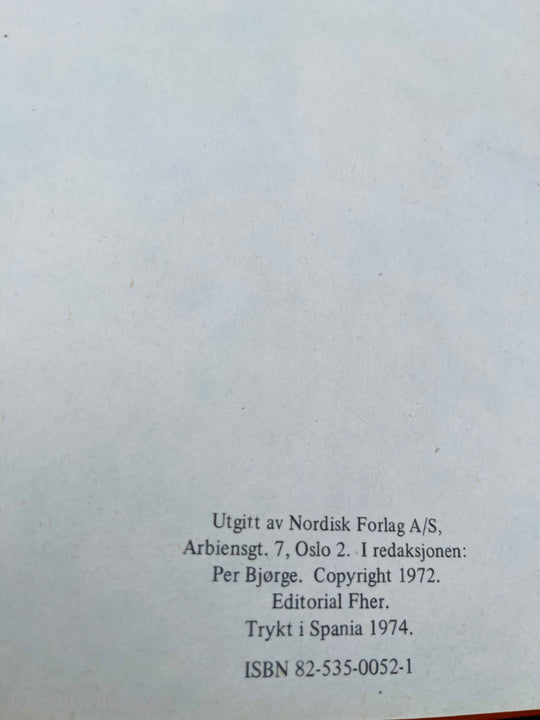 Utgitt av Nordisk Forlag A/S,
Arbiensgt. 7, Oslo 2. I redaksjonen:
Per Bjørge. Copyright 1972.
Editorial Fher.
Trykt i Spania 1974.
ISBN 82-535-0052-1